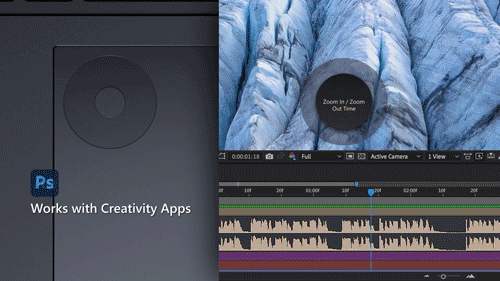 Ps
Works with Creativity Apps
Zoom In / Zoom
Out Time
0:00:01:18
Full
Active Camera
1 View
10f
20f
01:00f
10f
20f
02:00f
10f
20f